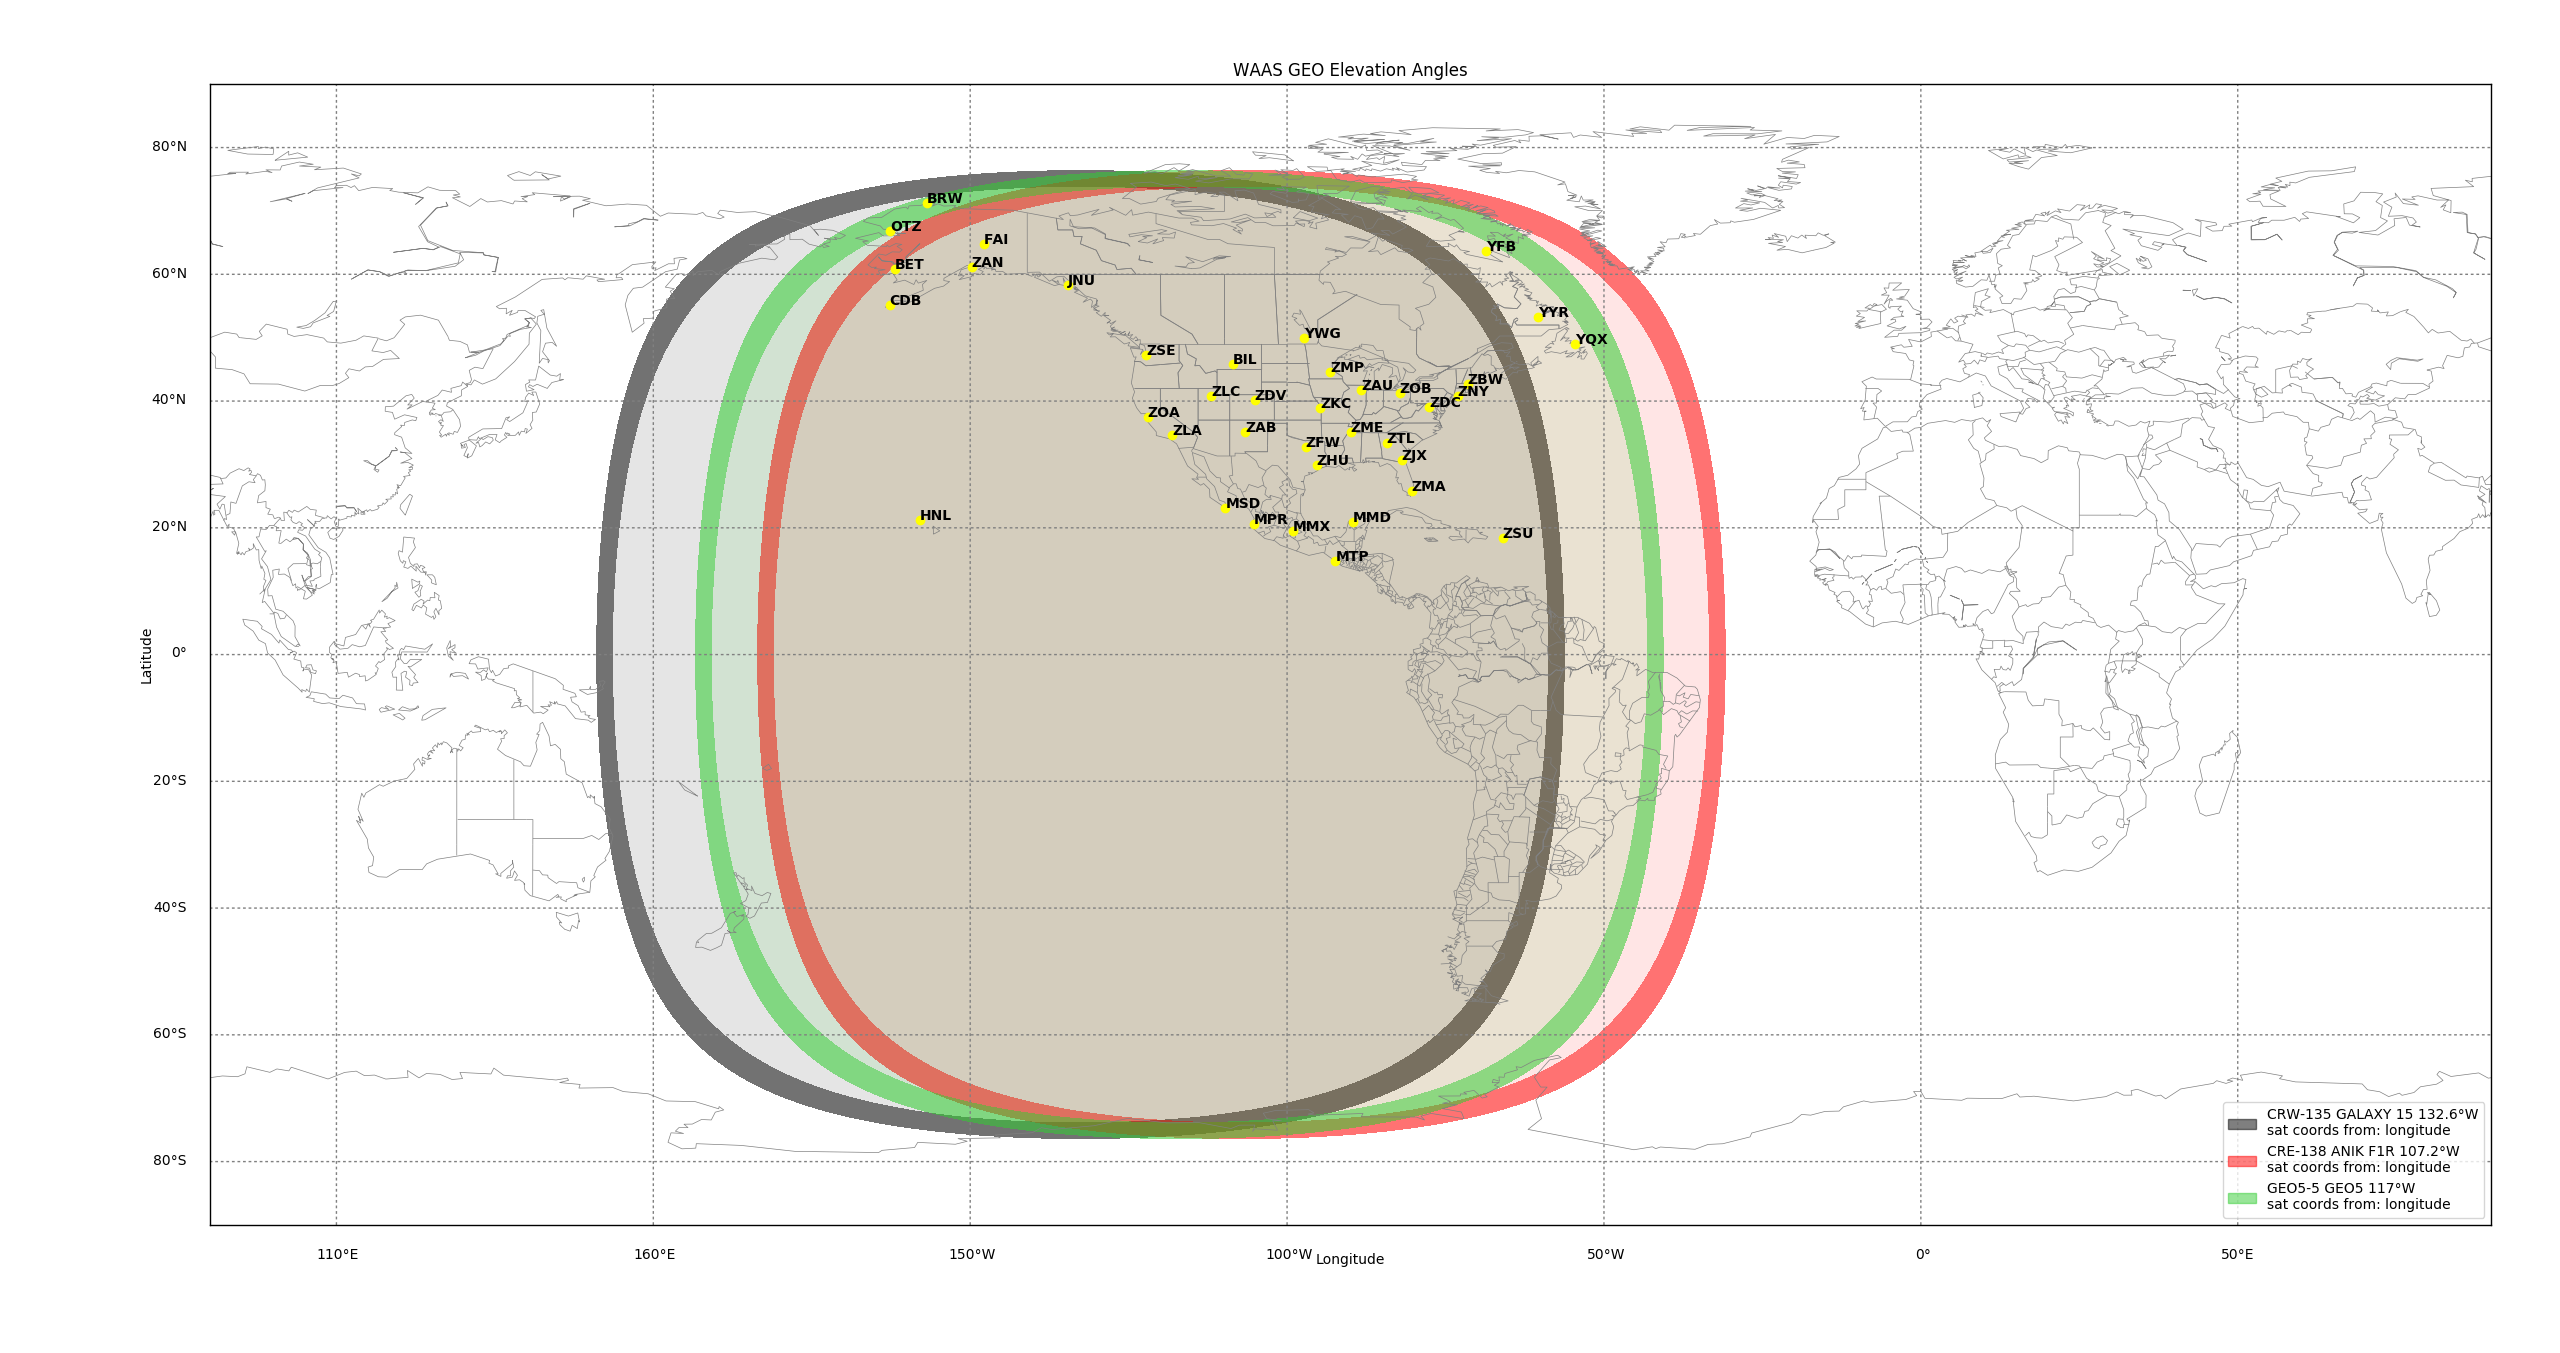 WAAS GEO Elevation Angles
80°N
BRW
OTZ
FAI
YFB
BET
ZAN
60°N
JNU
CDB
YYR
YWG
YQX
ZSE
BIL
ZMP
ZBW
ZAU
ZOB
ZLC
ZDV
ZNY
40°N
ZKC
ZDC
ZOA
ZLA
ZAB
ZME
ZTL
ZFW
ZJX
ZHU
ZMA
MSD
HNL
MPR
MMD
20°N
MMX
ZSU
MTP
Latitude
0°
20°S
40°S
60°S
80°S
CRW-135 GALAXY 15 132.6°W
sat coords from: longitude
CRE-138 ANIK F1R 107.2°W
sat coords from: longitude
GEO5-5 GEO5 117°W
sat coords from: longitude
110°E
160°E
150°W
100°W
50°W
0°
50°E
Longitude